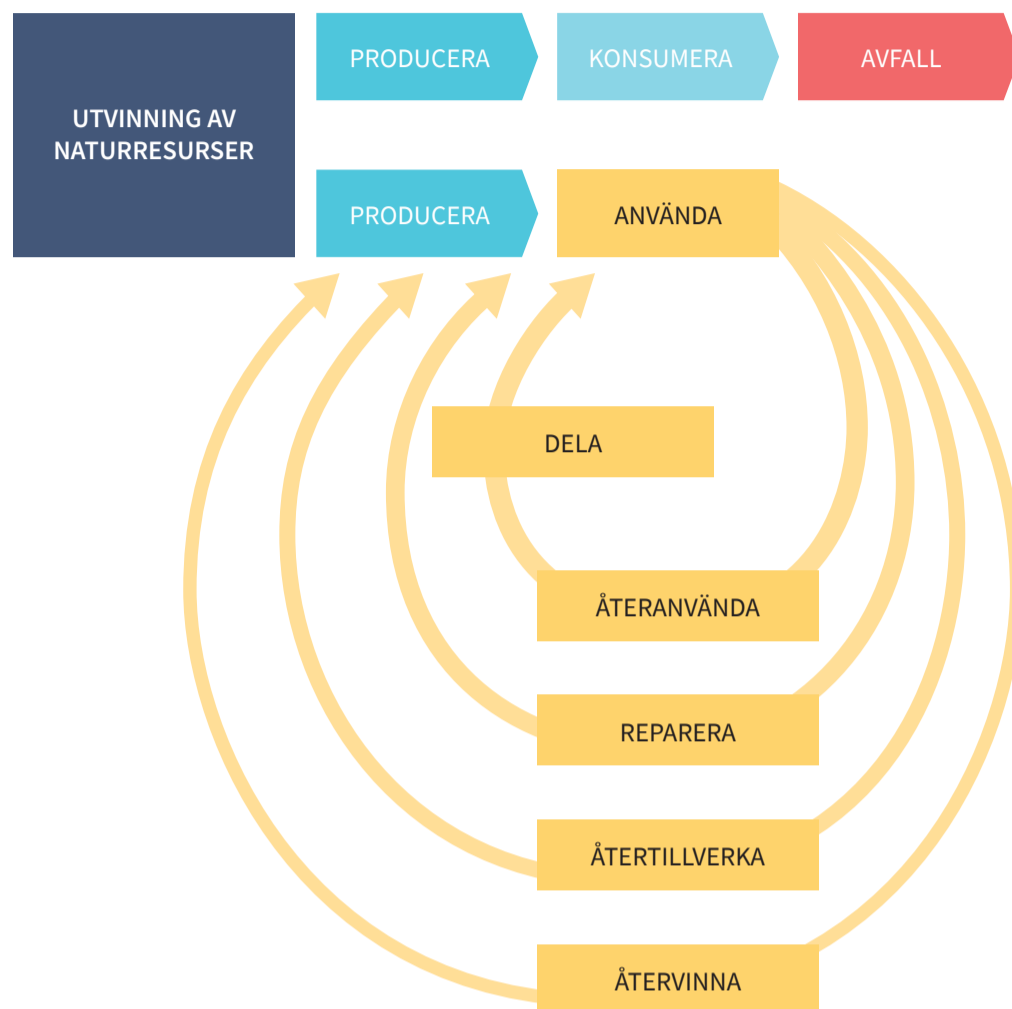 UTVINNING AV
NATURRESURSER
PRODUCERA
KONSUMERA
AVFALL
PRODUCERA
ANVÄNDA
DELA
ÅTERANVÄNDA
REPARERA
ÅTERTILLVERKA
ÅTERVINNA